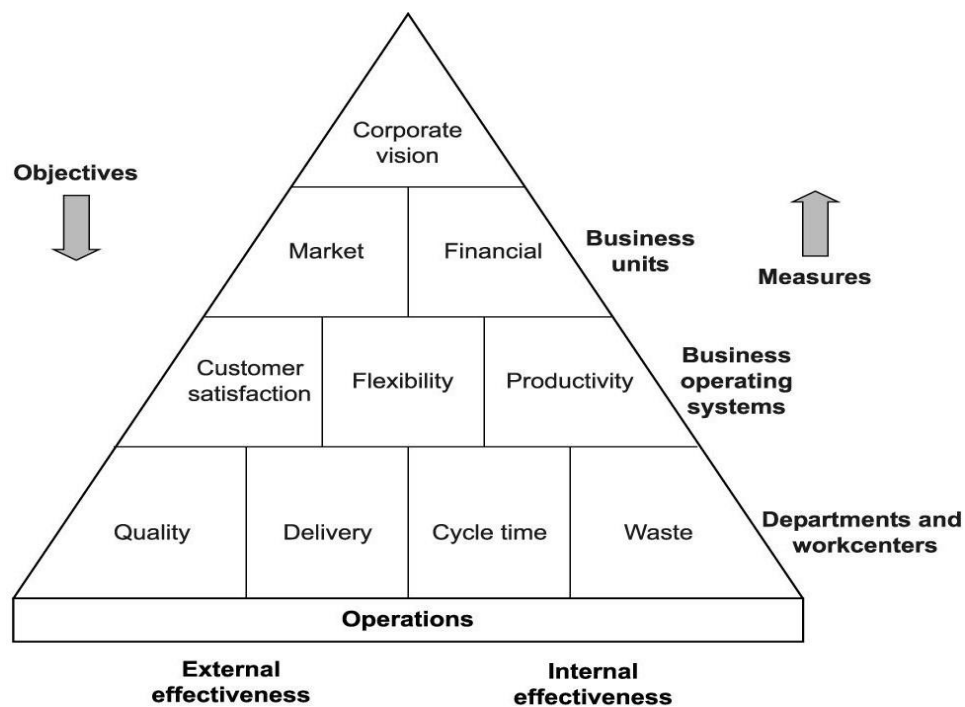 Corporate
vision
Objectives
Market
Financial
Business
units
Measures
Customer
satisfaction
Flexibility
Productivity
Business
operating
systems
Quality
Delivery
Cycle time
Waste
Departments and
workcenters
Operations
External
effectiveness
Internal
effectiveness